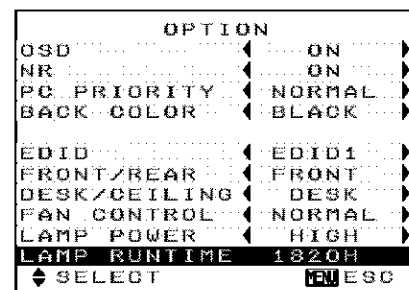 OPTION
OSD ON
NR ON
PC PRIORITY NORMAL
BACK COLOR BLACK
EDID EDID1
FRONT/REAR FRONT
DESK/CEILING DESK
FAN CONTROL NORMAL
LAMP POWER HIGH
LAMP RUNTIME 1820H
SELECT MENU ESC